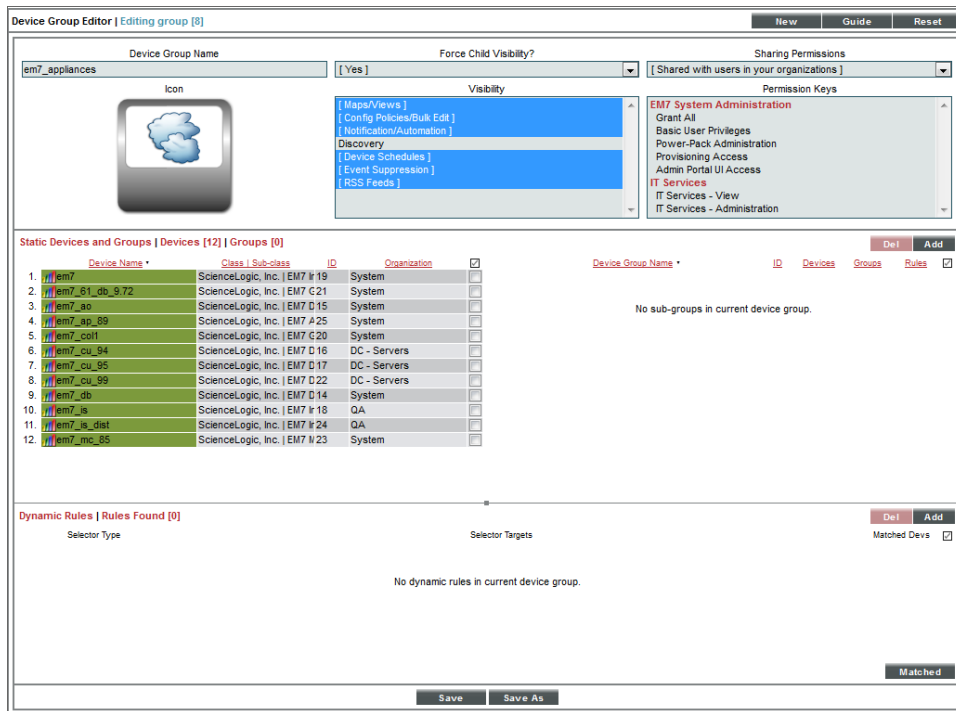 Device Group Editor | Editing group [8]
New Guide Reset
Device Group Name
Force Child Visibility?
Sharing Permissions
em7_appliances
[ Yes ]
[ Shared with users in your organizations ]
Icon
Visibility
Permission Keys
[ Maps/Views ]
[ Config Policies/Bulk Edit ]
[ Notification/Automation ]
Discovery
[ Device Schedules ]
[ Event Suppression ]
[ RSS Feeds ]
EM7 System Administration
Grant All
Basic User Privileges
Power-Pack Administration
Provisioning Access
Admin Portal UI Access
IT Services
IT Services - View
IT Services - Administration
Static Devices and Groups | Devices [12] | Groups [0]
Del Add
Device Name Class | Sub-class ID Organization
1. em7 ScienceLogic, Inc. | EM7 Ir 19 System
2. em7_61_db_9.72 ScienceLogic, Inc. | EM7 G 21 System
3. em7_ao ScienceLogic, Inc. | EM7 D 15 System
4. em7_ap_89 ScienceLogic, Inc. | EM7 A 25 System
5. em7_col1 ScienceLogic, Inc. | EM7 G 20 System
6. em7_cu_94 ScienceLogic, Inc. | EM7 D 16 DC - Servers
7. em7_cu_95 ScienceLogic, Inc. | EM7 D 17 DC - Servers
8. em7_cu_99 ScienceLogic, Inc. | EM7 D 22 DC - Servers
9. em7_db ScienceLogic, Inc. | EM7 D 14 System
10. em7_is ScienceLogic, Inc. | EM7 Ir 18 QA
11. em7_is_dist ScienceLogic, Inc. | EM7 Ir 24 QA
12. em7_mc_85 ScienceLogic, Inc. | EM7 M 23 System
Device Group Name ID Devices Groups Rules
No sub-groups in current device group.
Dynamic Rules | Rules Found [0]
Del Add
Selector Type Selector Targets Matched Devs
No dynamic rules in current device group.
Matched
Save Save As